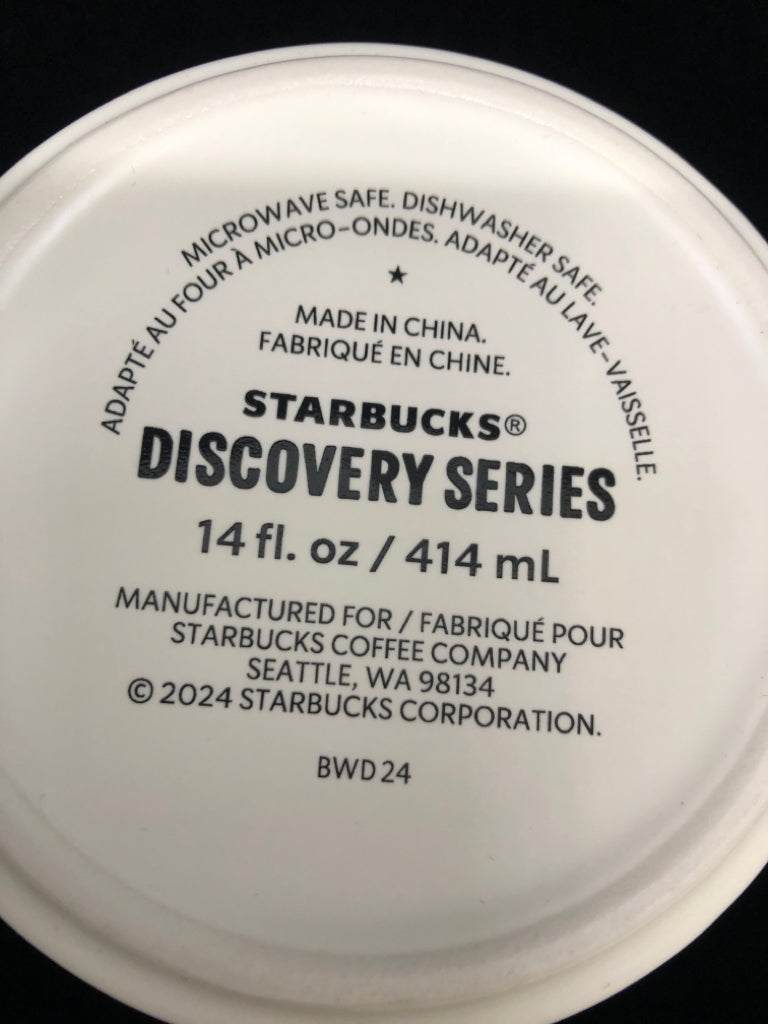 MICROWAVE SAFE. DISHWASHER SAFE.
ADAPTÉ AU FOUR À MICRO-ONDES. ADAPTÉ AU LAVE-VAISSELLE.
MADE IN CHINA.
FABRIQUÉ EN CHINE.
STARBUCKS®
DISCOVERY SERIES
14 fl. oz / 414 mL
MANUFACTURED FOR / FABRIQUÉ POUR
STARBUCKS COFFEE COMPANY
SEATTLE, WA 98134
© 2024 STARBUCKS CORPORATION.
BWD 24